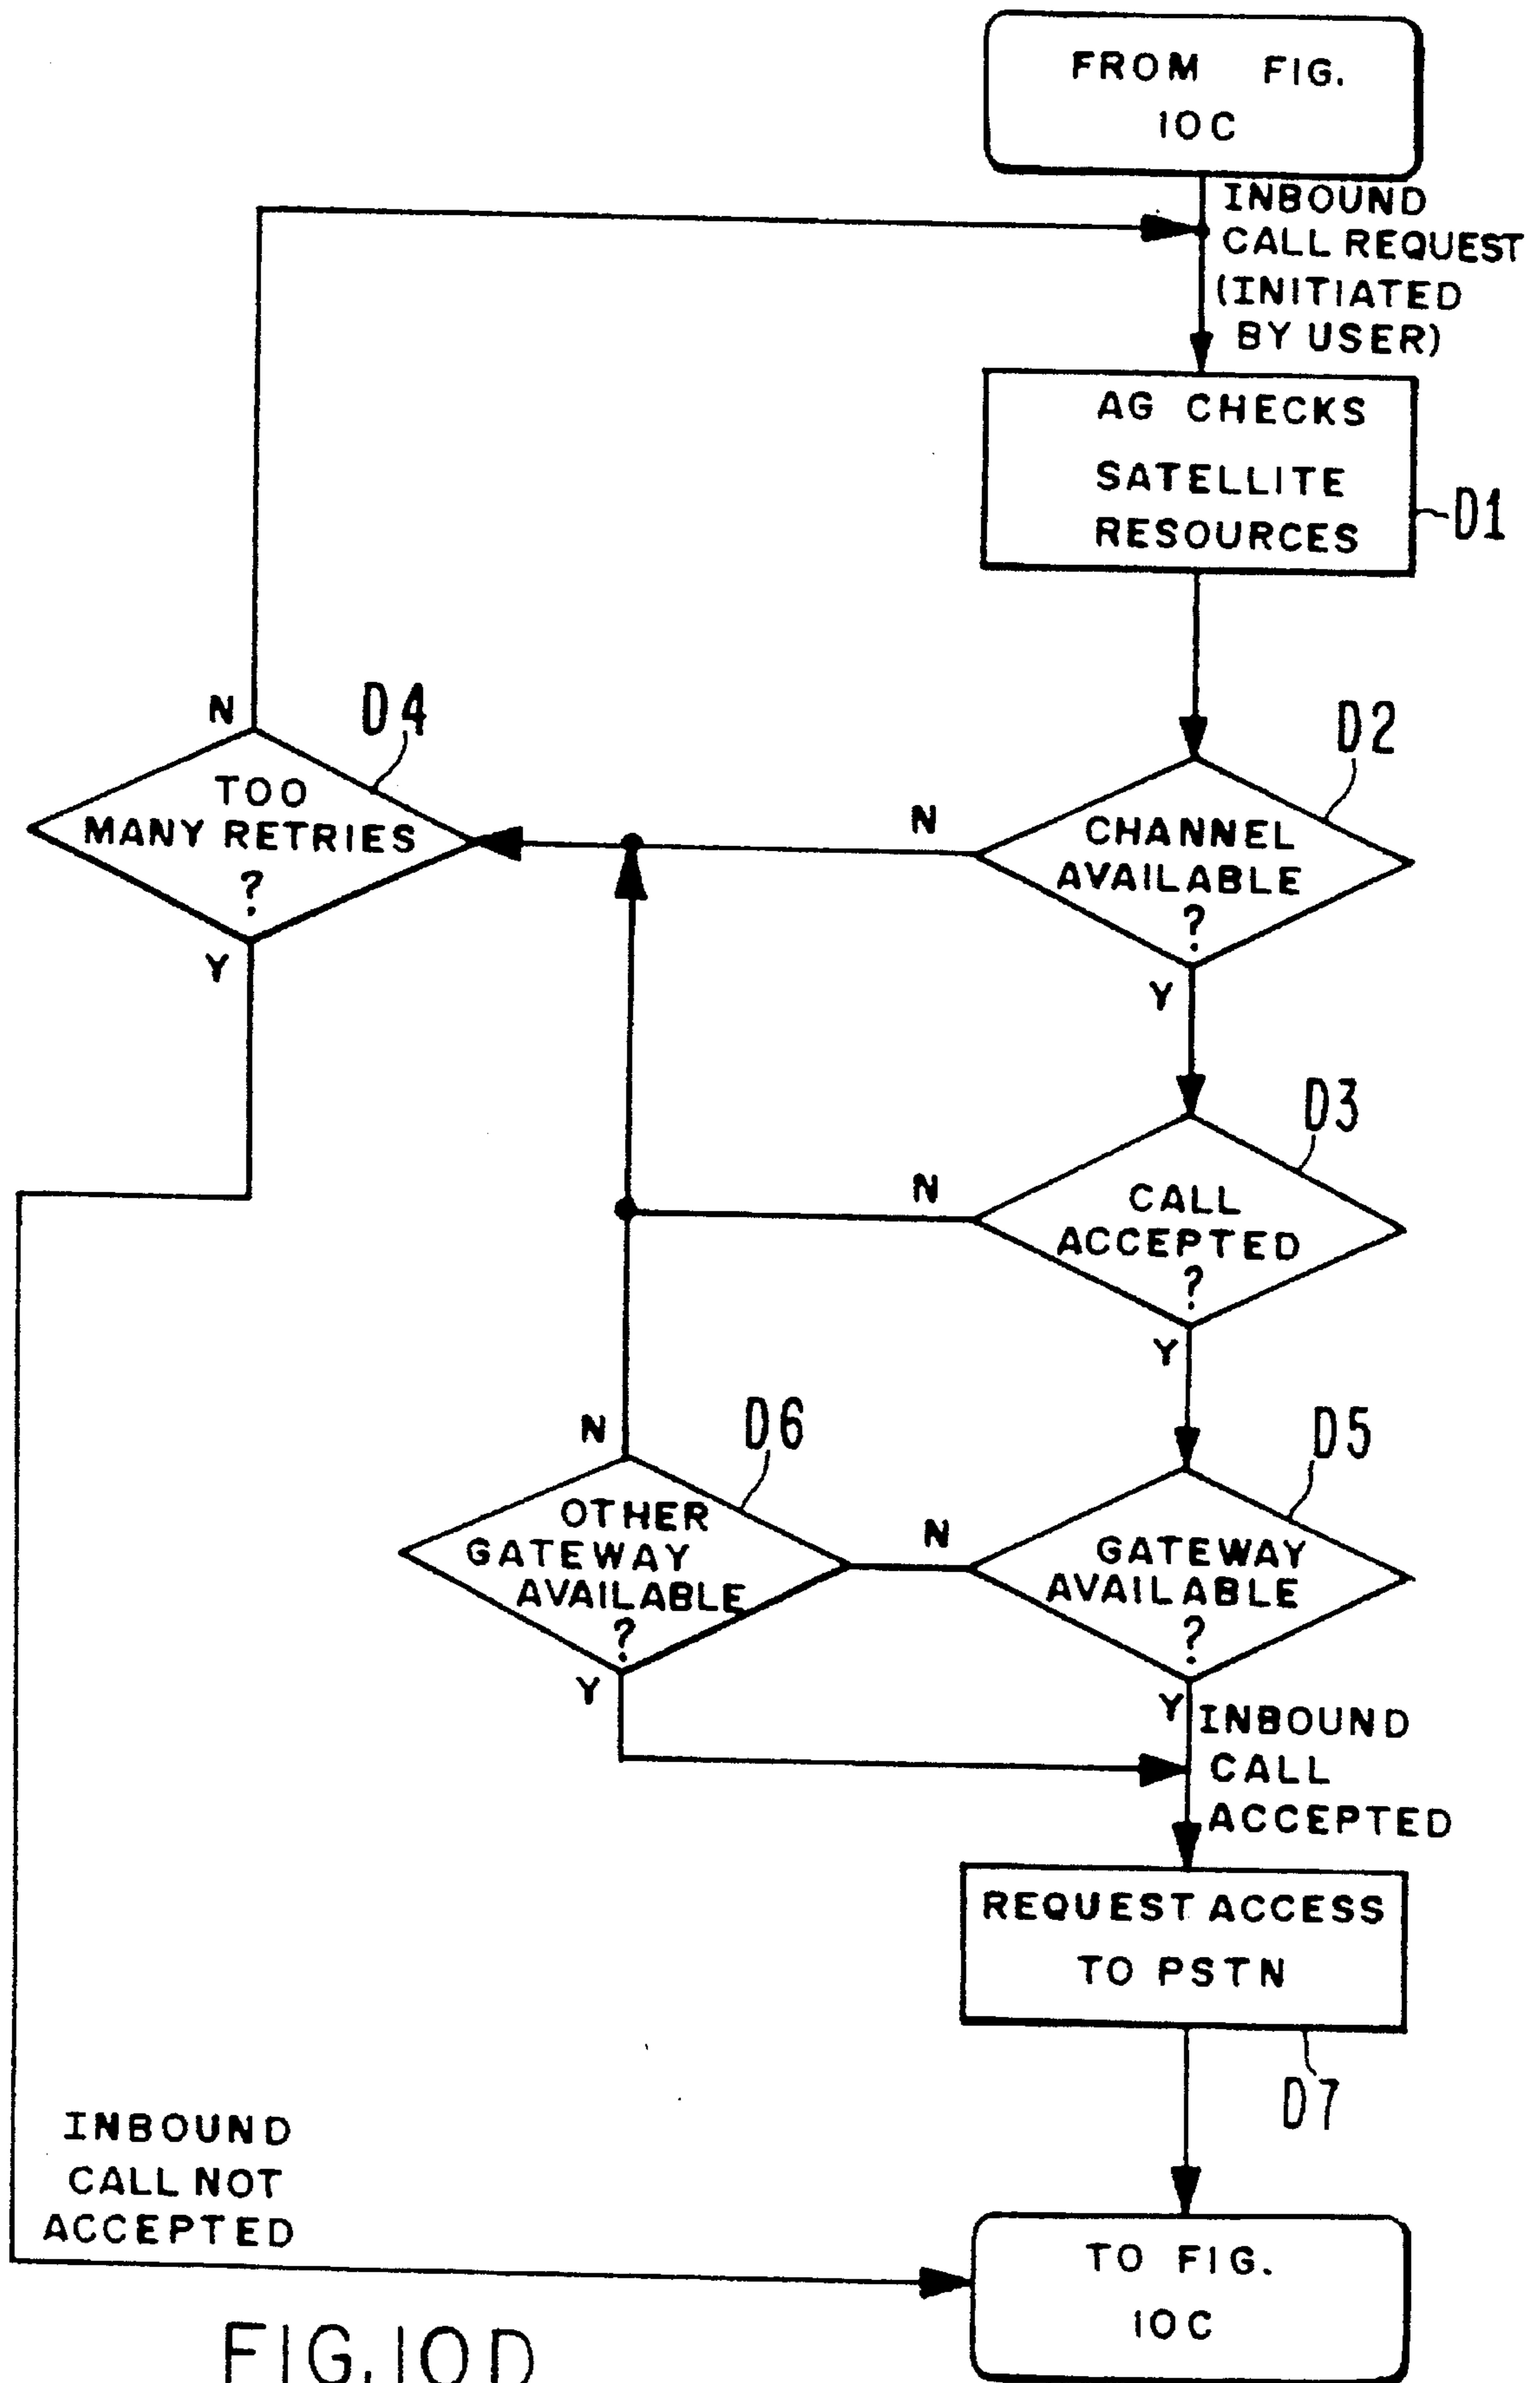 FROM FIG.
10C
INBOUND
CALL REQUEST
(INITIATED
BY USER)
AG CHECKS
SATELLITE
RESOURCES
D1
N
D4
TOO
MANY RETRIES
?
Y
D2
N
CHANNEL
AVAILABLE
?
Y
D3
N
CALL
ACCEPTED
?
Y
D6
N
OTHER
GATEWAY
AVAILABLE
?
Y
D5
N
GATEWAY
AVAILABLE
?
Y
INBOUND
CALL
ACCEPTED
REQUEST ACCESS
TO PSTN
D7
INBOUND
CALL NOT
ACCEPTED
TO FIG.
10C
FIG. 10D